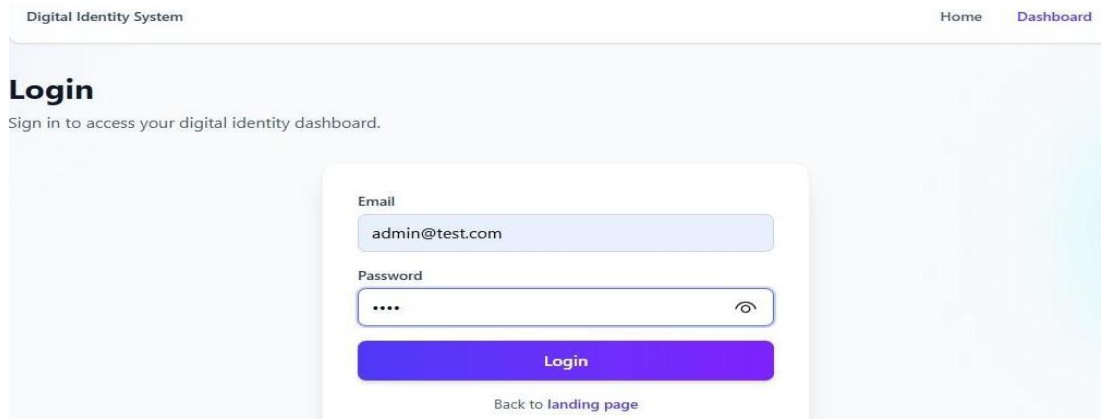 Digital Identity System Home Dashboard
Login
Sign in to access your digital identity dashboard.
Email
admin@test.com
Password
••••
Login
Back to landing page